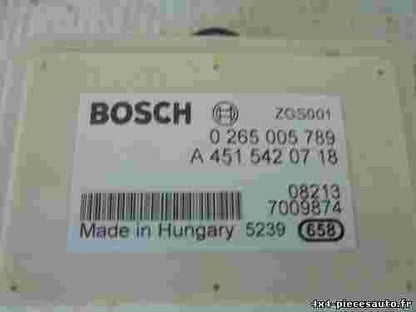 BOSCH ZGS001
0 265 005 789
A 451 542 07 18
08213
7009874
Made in Hungary 5239 658
4x4-piecesauto.fr